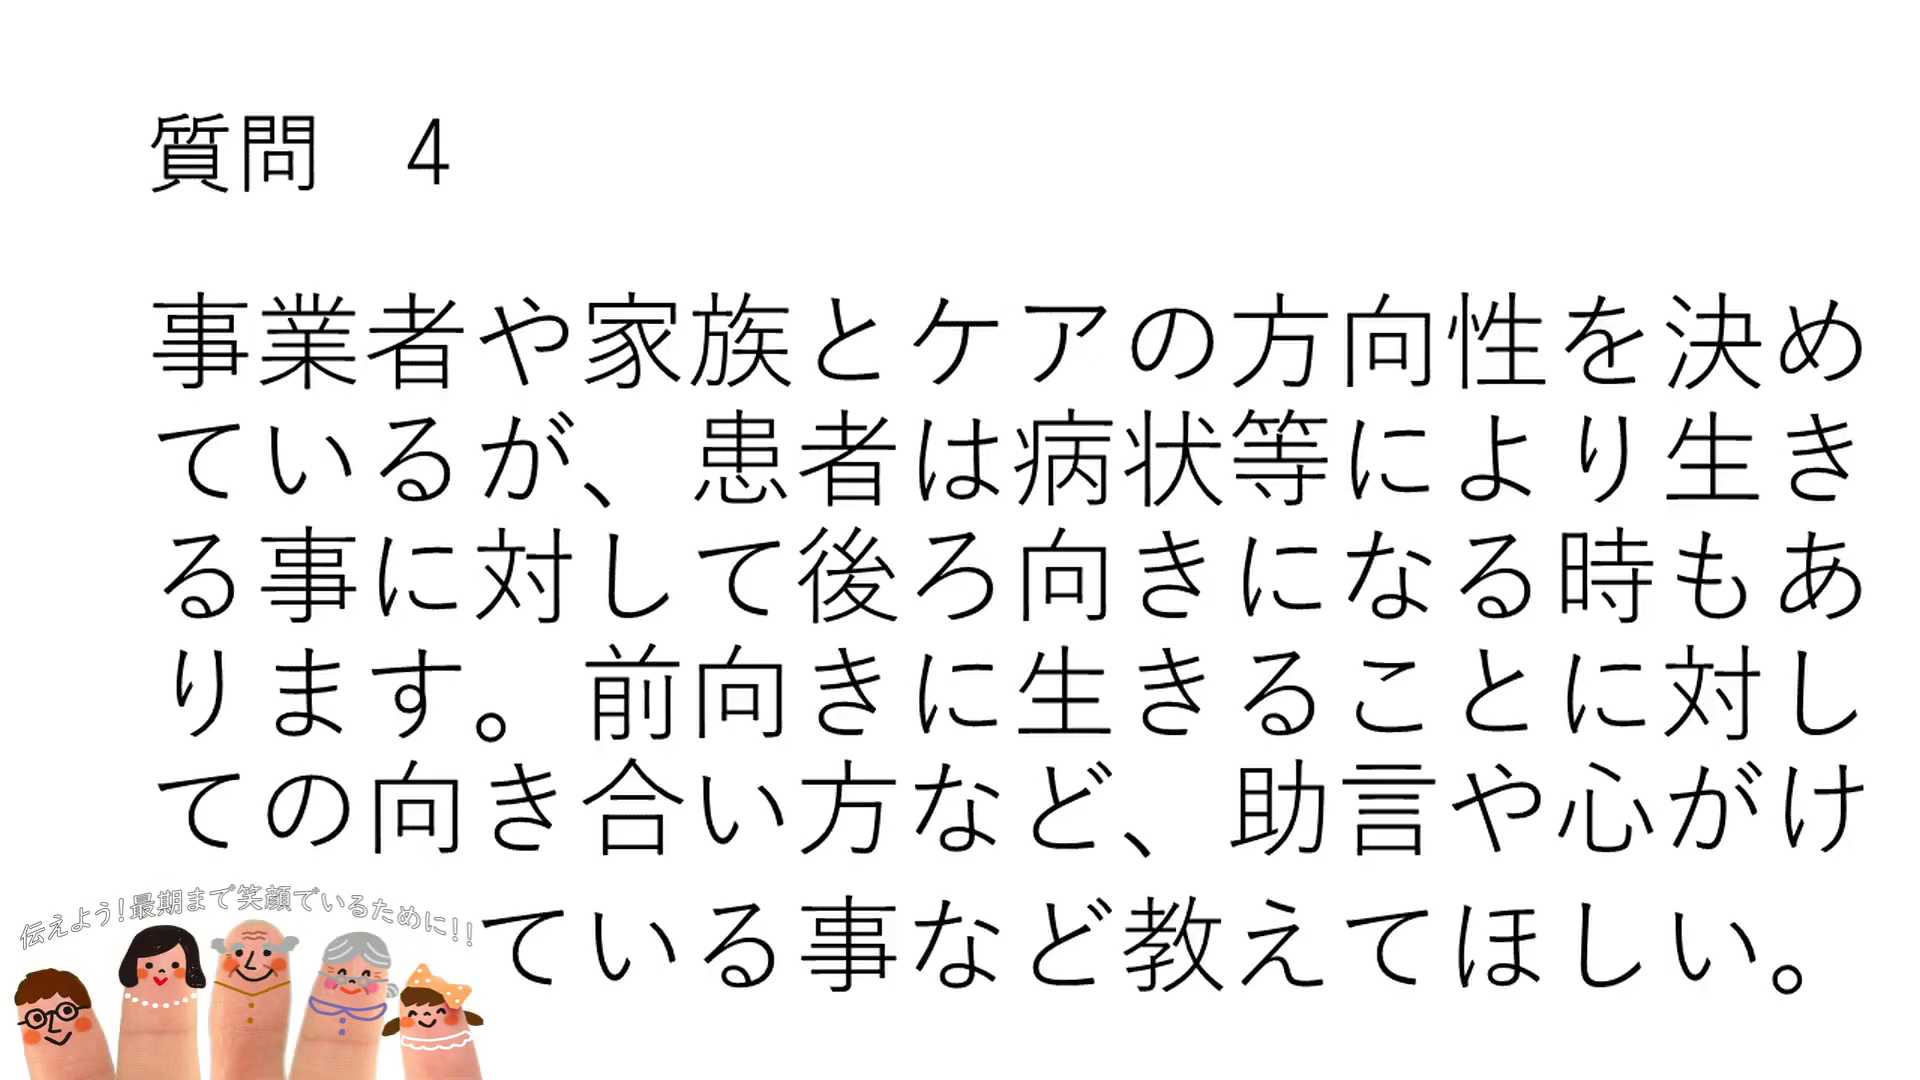 質問　4
事業者や家族とケアの方向性を決め
ているが、患者は病状等により生き
る事に対して後ろ向きになる時もあ
ります。前向きに生きることに対し
ての向き合い方など、助言や心がけ
ている事など教えてほしい。
伝えよう!最期まで笑顔でいるために!!